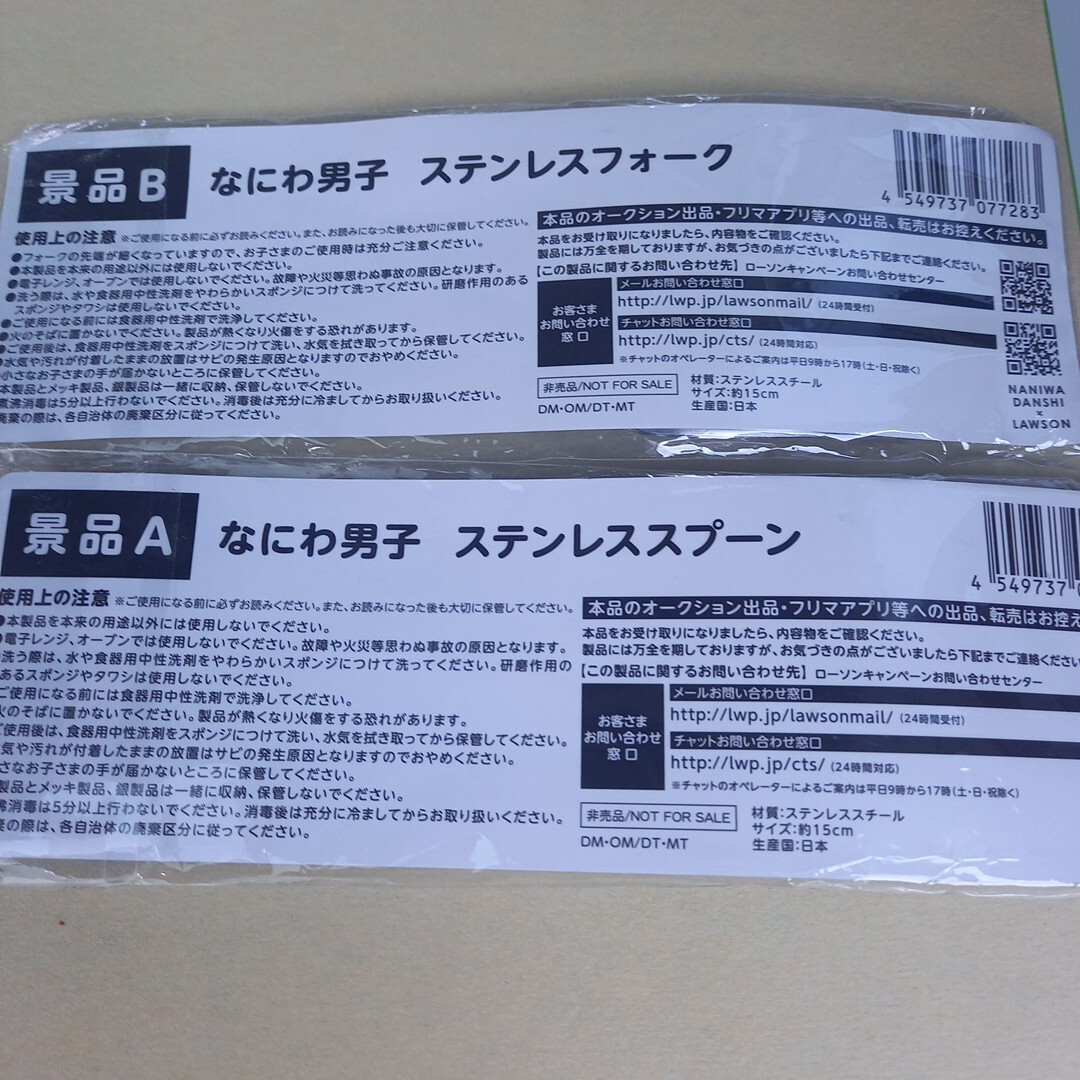 景品B なにわ男子 ステンレスフォーク
4 549737 077283
使用上の注意 ※ご使用になる前に必ずお読みください。また、お読みになった後も大切に保管してください。
●フォークの先端が細くなっていますので、お子さまのご使用時は充分ご注意ください。
●本製品を本来の用途以外には使用しないでください。
●電子レンジ、オーブンでは使用しないでください。故障や火災等思わぬ事故の原因となります。
●洗う際は、水や食器用中性洗剤をやわらかいスポンジにつけて洗ってください。研磨作用のある
スポンジやタワシは使用しないでください。
●ご使用になる前には食器用中性洗剤で洗浄してください。
●火のそばに置かないでください。製品が熱くなり火傷をする恐れがあります。
●ご使用後は、食器用中性洗剤をスポンジにつけて洗い、水気を拭き取ってから保管してください。
●水気や汚れが付着したままの放置はサビの発生原因となりますのでおやめください。
小さなお子さまの手が届かないところに保管してください。
本製品とメッキ製品、銀製品は一緒に収納、保管しないでください。
煮沸消毒は5分以上行わないでください。消毒後は充分に冷ましてからお取り扱いください。
廃棄の際は、各自治体の廃棄区分に従ってください。
本品のオークション出品・フリマアプリ等への出品、転売はお控えください。
本品をお受け取りになりましたら、内容物をご確認ください。
製品には万全を期しておりますが、お気づきの点がございましたら下記までご連絡ください。
【この製品に関するお問い合わせ先】 ローソンキャンペーンお問い合わせセンター
お客さま
お問い合わせ
窓口
メールお問い合わせ窓口
http://lwp.jp/lawsonmail/ (24時間受付)
チャットお問い合わせ窓口
http://lwp.jp/cts/ (24時間対応)
※チャットのオペレーターによるご案内は平日9時から17時(土・日・祝除く)
非売品/NOT FOR SALE
DM・OM/DT・MT
材質:ステンレススチール
サイズ:約15cm
生産国:日本
NANIWA
DANSHI
×
LAWSON
景品A なにわ男子 ステンレススプーン
4 549737 0
使用上の注意 ※ご使用になる前に必ずお読みください。また、お読みになった後も大切に保管してください。
●本製品を本来の用途以外には使用しないでください。
●電子レンジ、オーブンでは使用しないでください。故障や火災等思わぬ事故の原因となります。
洗う際は、水や食器用中性洗剤をやわらかいスポンジにつけて洗ってください。研磨作用の
あるスポンジやタワシは使用しないでください。
ご使用になる前には食器用中性洗剤で洗浄してください。
火のそばに置かないでください。製品が熱くなり火傷をする恐れがあります。
ご使用後は、食器用中性洗剤をスポンジにつけて洗い、水気を拭き取ってから保管してください。
気や汚れが付着したままの放置はサビの発生原因となりますのでおやめください。
さなお子さまの手が届かないところに保管してください。
製品とメッキ製品、銀製品は一緒に収納、保管しないでください。
沸消毒は5分以上行わないでください。消毒後は充分に冷ましてからお取り扱いください。
棄の際は、各自治体の廃棄区分に従ってください。
本品のオークション出品・フリマアプリ等への出品、転売はお控え
本品をお受け取りになりましたら、内容物をご確認ください。
製品には万全を期しておりますが、お気づきの点がございましたら下記までご連絡くださ
【この製品に関するお問い合わせ先】 ローソンキャンペーンお問い合わせセンター
お客さま
お問い合わせ
窓口
メールお問い合わせ窓口
http://lwp.jp/lawsonmail/ (24時間受付)
チャットお問い合わせ窓口
http://lwp.jp/cts/ (24時間対応)
※チャットのオペレーターによるご案内は平日9時から17時(土・日・祝除く)
非売品/NOT FOR SALE
DM・OM/DT・MT
材質:ステンレススチール
サイズ:約15cm
生産国:日本